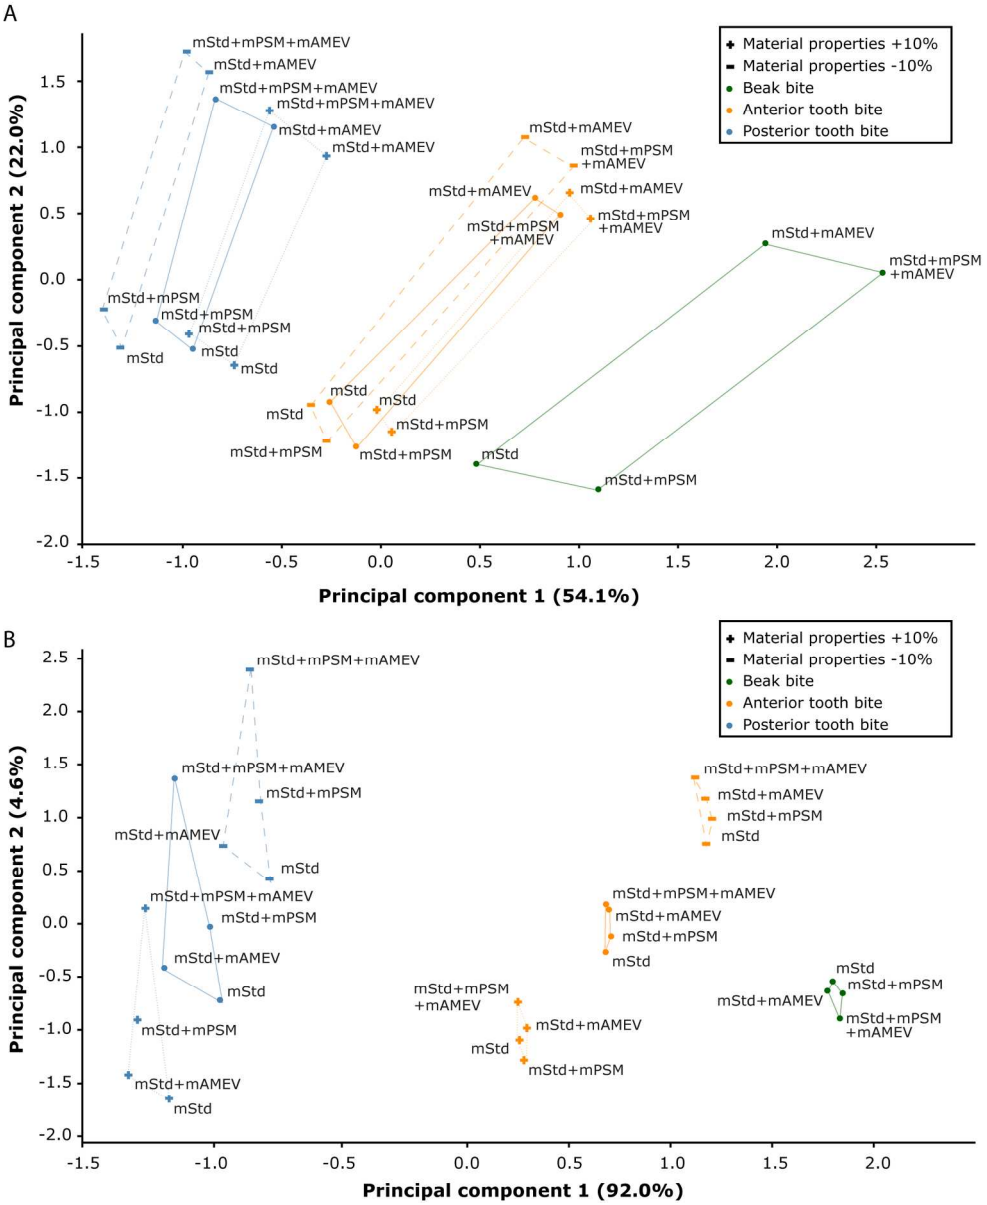 A
mStd+mPSM+mAMEV
mStd+mAMEV
mStd+mPSM+mAMEV
mStd+mPSM+mAMEV
mStd+mAMEV
mStd+mAMEV
mStd+mPSM
mStd+mPSM
mStd+mPSM
mStd
mStd
mStd
mStd+mAMEV
mStd+mPSM
+mAMEV
mStd+mAMEV
mStd+mAMEV
mStd+mPSM
+mAMEV
mStd+mPSM
+mAMEV
mStd
mStd
mStd
mStd+mPSM
mStd+mPSM
mStd+mPSM
mStd+mAMEV
mStd+mPSM
+mAMEV
mStd
mStd+mPSM
Material properties +10%
Material properties -10%
Beak bite
Anterior tooth bite
Posterior tooth bite
1.5
1.0
0.5
0.0
-0.5
-1.0
-1.5
-2.0
Principal component 2 (22.0%)
-1.5
-1.0
-0.5
0.0
0.5
1.0
1.5
2.0
2.5
Principal component 1 (54.1%)
B
Material properties +10%
Material properties -10%
Beak bite
Anterior tooth bite
Posterior tooth bite
mStd+mPSM+mAMEV
mStd+mPSM+mAMEV
mStd+mPSM
mStd+mAMEV
mStd
mStd+mPSM+mAMEV
mStd+mPSM
mStd+mAMEV
mStd
mStd+mPSM
mStd+mAMEV
mStd
mStd+mPSM+mAMEV
mStd+mAMEV
mStd+mPSM
mStd
mStd+mPSM+mAMEV
mStd+mAMEV
mStd+mPSM
mStd
mStd+mPSM
+mAMEV
mStd+mAMEV
mStd
mStd+mPSM
mStd
mStd+mPSM
mStd+mAMEV
mStd+mPSM
+mAMEV
2.5
2.0
1.5
1.0
0.5
0.0
-0.5
-1.0
-1.5
-2.0
Principal component 2 (4.6%)
-1.5
-1.0
-0.5
0.0
0.5
1.0
1.5
2.0
Principal component 1 (92.0%)